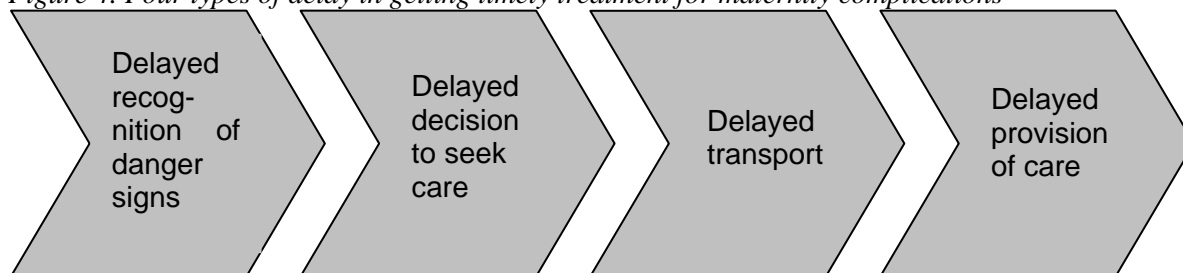 Figure 4. Four types of delay in getting timely treatment for maternity complications
Delayed
recog-
nition of
danger
signs
Delayed
decision
to seek
care
Delayed
transport
Delayed
provision
of care